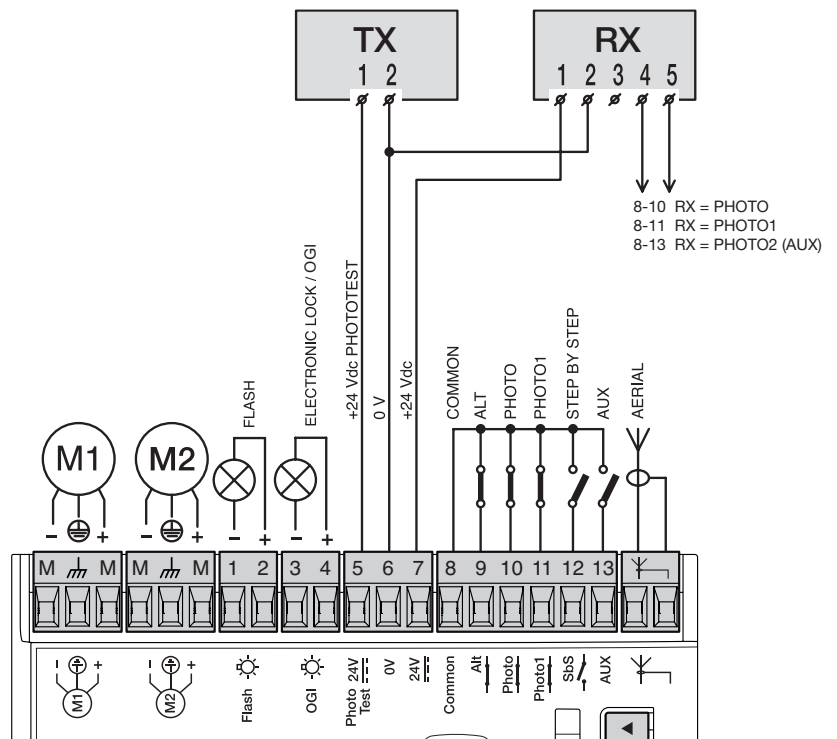 TX
1 2
RX
1 2 3 4 5
8-10 RX = PHOTO
8-11 RX = PHOTO1
8-13 RX = PHOTO2 (AUX)
FLASH
ELECTRONIC LOCK / OGI
+24 Vdc PHOTOTEST
0 V
+24 Vdc
COMMON
ALT
PHOTO
PHOTO1
STEP BY STEP
AUX
AERIAL
M1
M2
- +
- +
- +
- +
M M M M 1 2 3 4 5 6 7 8 9 10 11 12 13
- +
M1
- +
M2
Flash
OGI
Photo 24V
Test
0V
24V
Common
Alt
Photo
Photo1
SbS
AUX